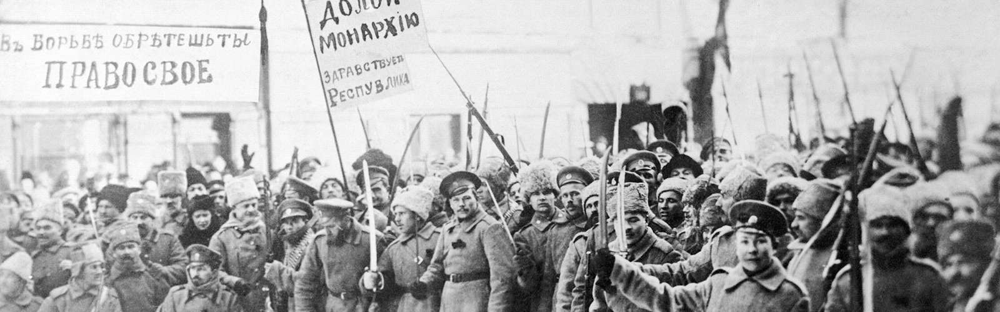 Въ БОРЬБѢ ОБРѢТЕШЬ ТЫ
ПРАВО СВОЕ
ДОЛОЙ
МОНАРХІЮ
ЗДРАВСТВУЕТЪ
РЕСПУБЛИКА